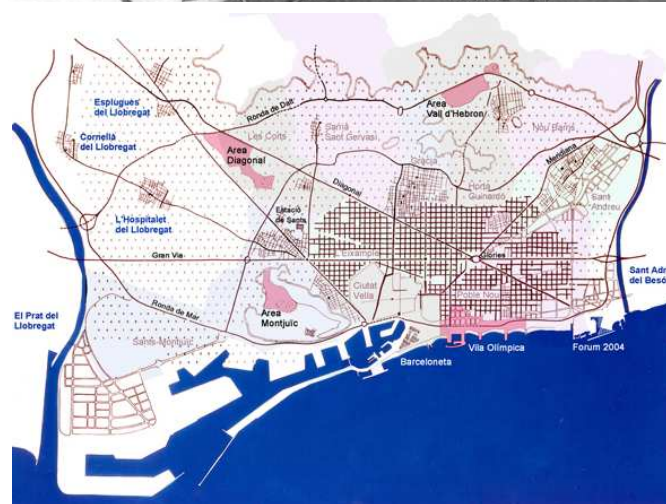 Esplugues
del Llobregat
Ronda de Dalt
Area
Vall d'Hebron
Cornellà
del Llobregat
Les Corts
Sarrià
Sant Gervasi
Nou Barris
Area
Diagonal
Gràcia
Meridiana
Diagonal
Horta
Guinardó
Sant
Andreu
L'Hospitalet
del Llobregat
Estació
de Sants
Gran Via
L'Eixample
Glòries
Sant Adr
del Besó
Ciutat
Vella
Poble Nou
El Prat del
Llobregat
Ronda de Mar
Area
Montjuïc
Sants-Montjuïc
Barceloneta
Vila Olímpica
Forum 2004